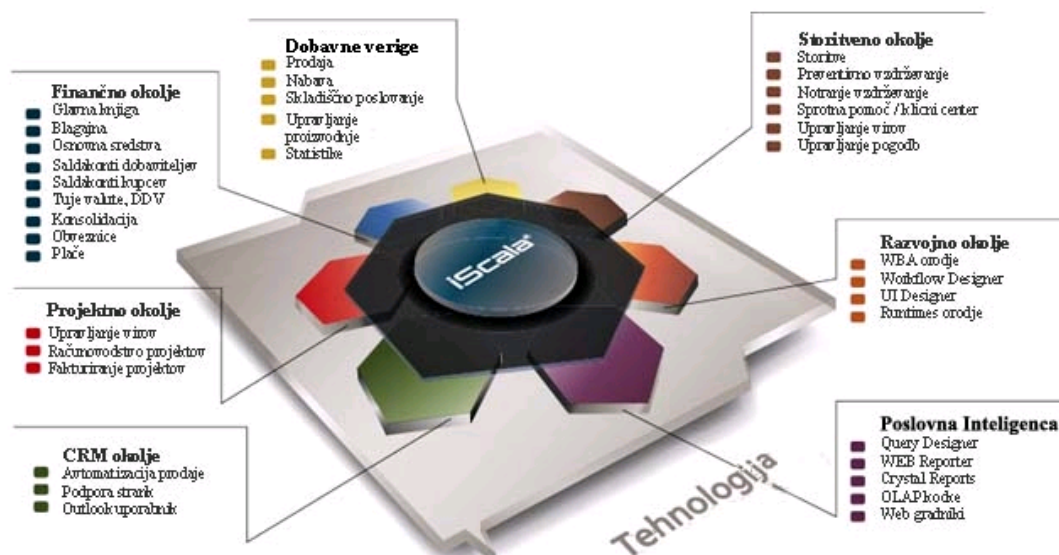 Finančno okolje
Glavna knjiga
Blagajna
Osnovna sredstva
Saldakonti dobaviteljev
Saldakonti kupcev
Tuje valute, DDV
Konsolidacija
Obveznice
Plače
Dobavne verige
Prodaja
Nabava
Skladiščno poslovanje
Upravljanje
proizvodnje
Statistike
Storitveno okolje
Storitve
Preventivno vzdrževanje
Notranje vzdrževanje
Sprotna pomoč / klicni center
Upravljanje virov
Upravljanje pogodb
iScala®
Projektno okolje
Upravljanje virov
Računovodstvo projektov
Fakturiranje projektov
Razvojno okolje
WBA orodje
Workflow Designer
UI Designer
Runtimes orodje
CRM okolje
Avtomatizacija prodaje
Podpora strank
Outlook uporabnik
Poslovna Inteligenca
Query Designer
WEB Reporter
Crystal Reports
OLAP kocke
Web gradniki
Tehnologija